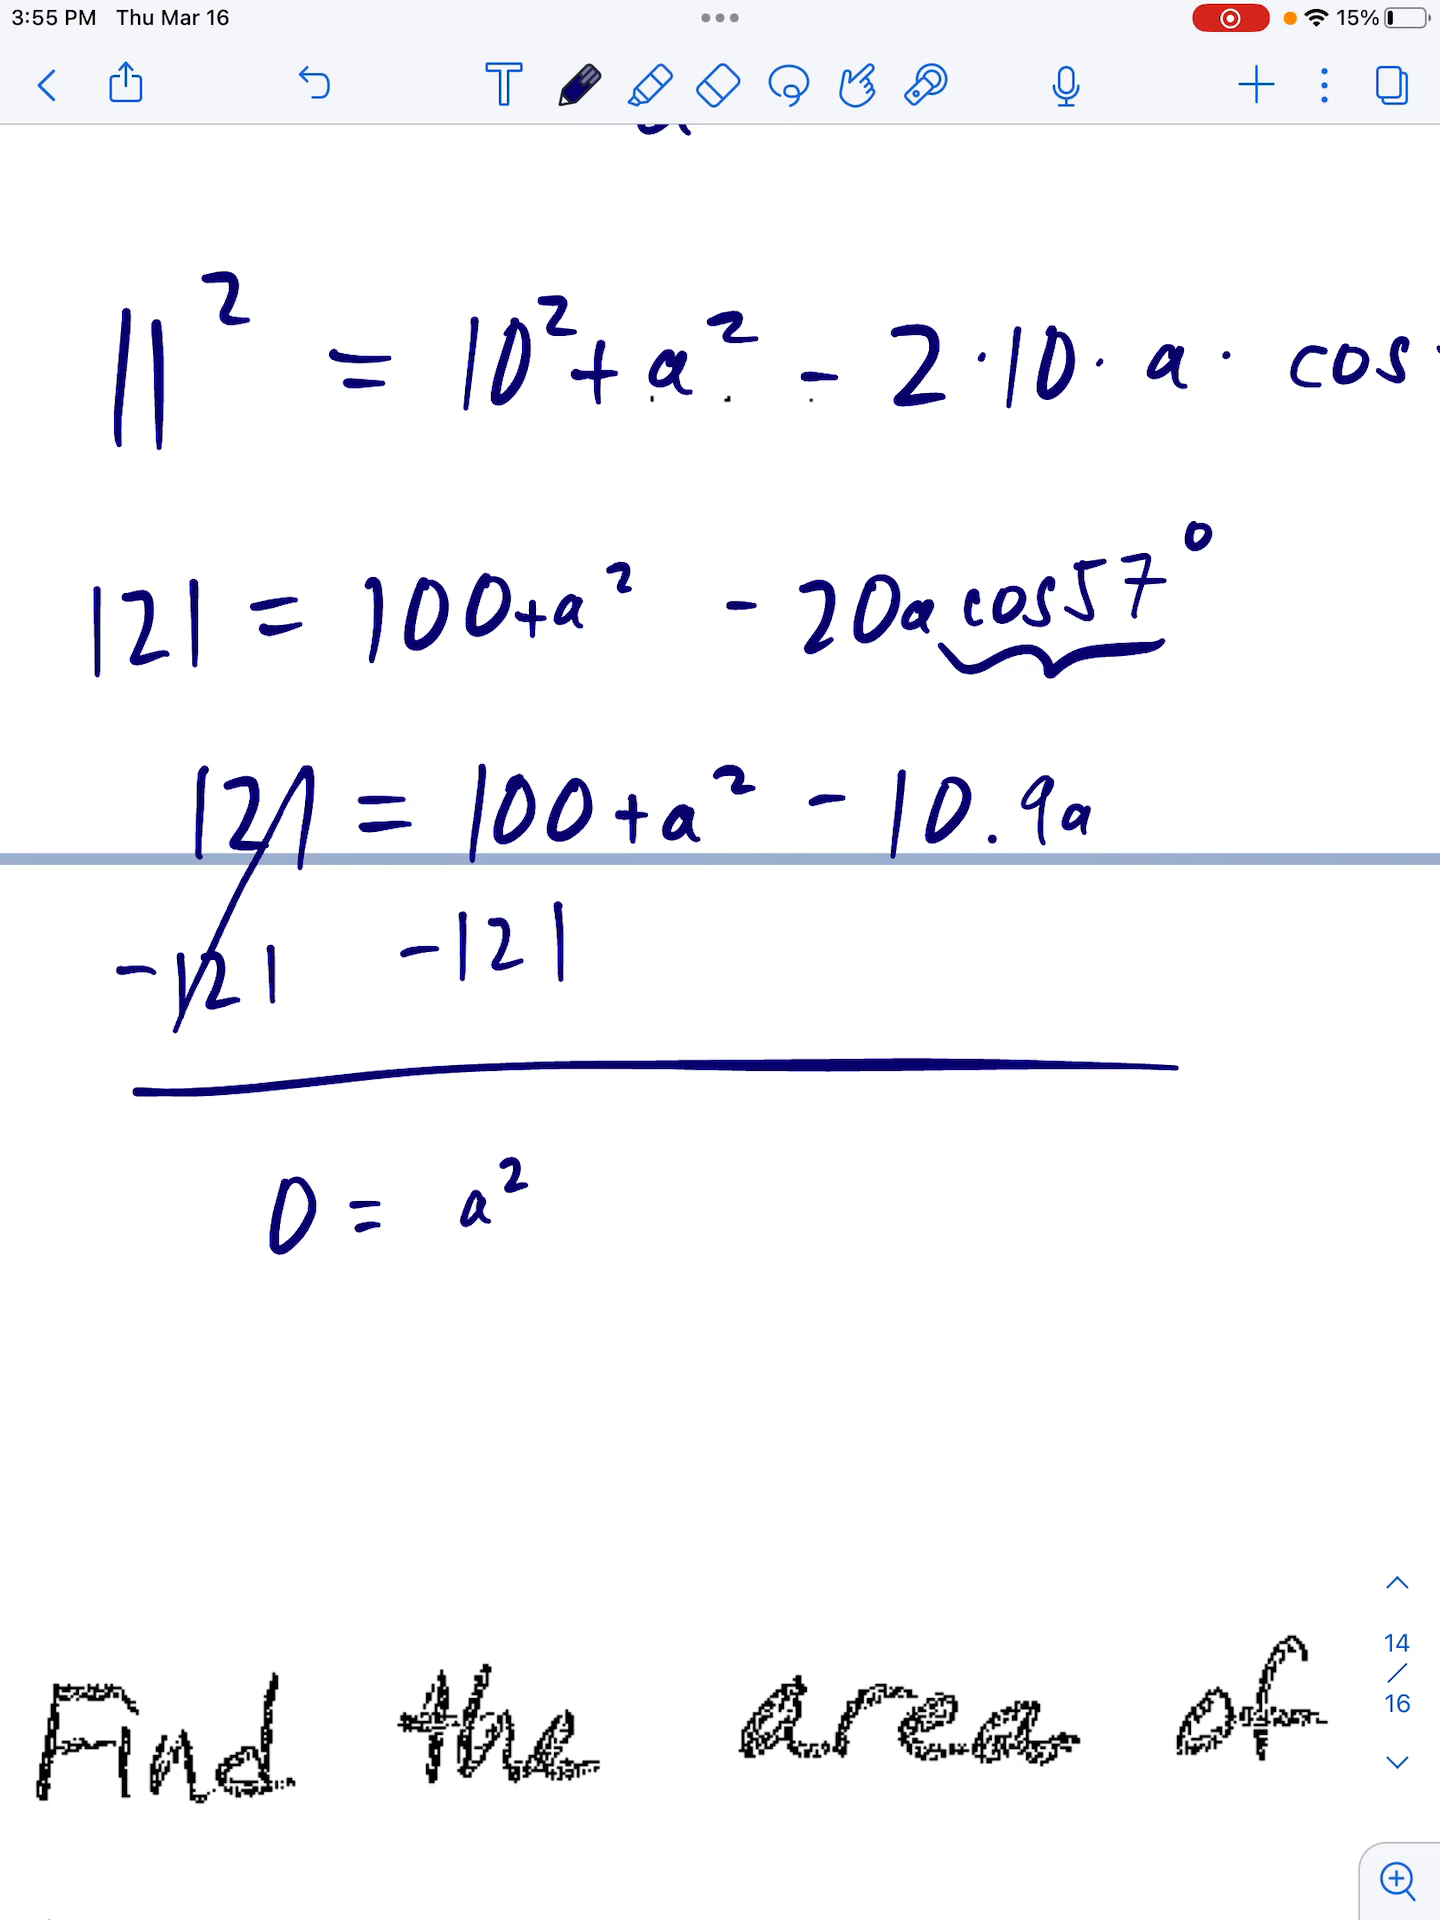 3:55 PM Thu Mar 16 15%
T
11² = 10² + a² - 2·10·a·cos
121 = 100 + a² - 20a cos57°
121 = 100 + a² - 10.9a
-121 -121
0 = a²
14
/
16
Find the area of